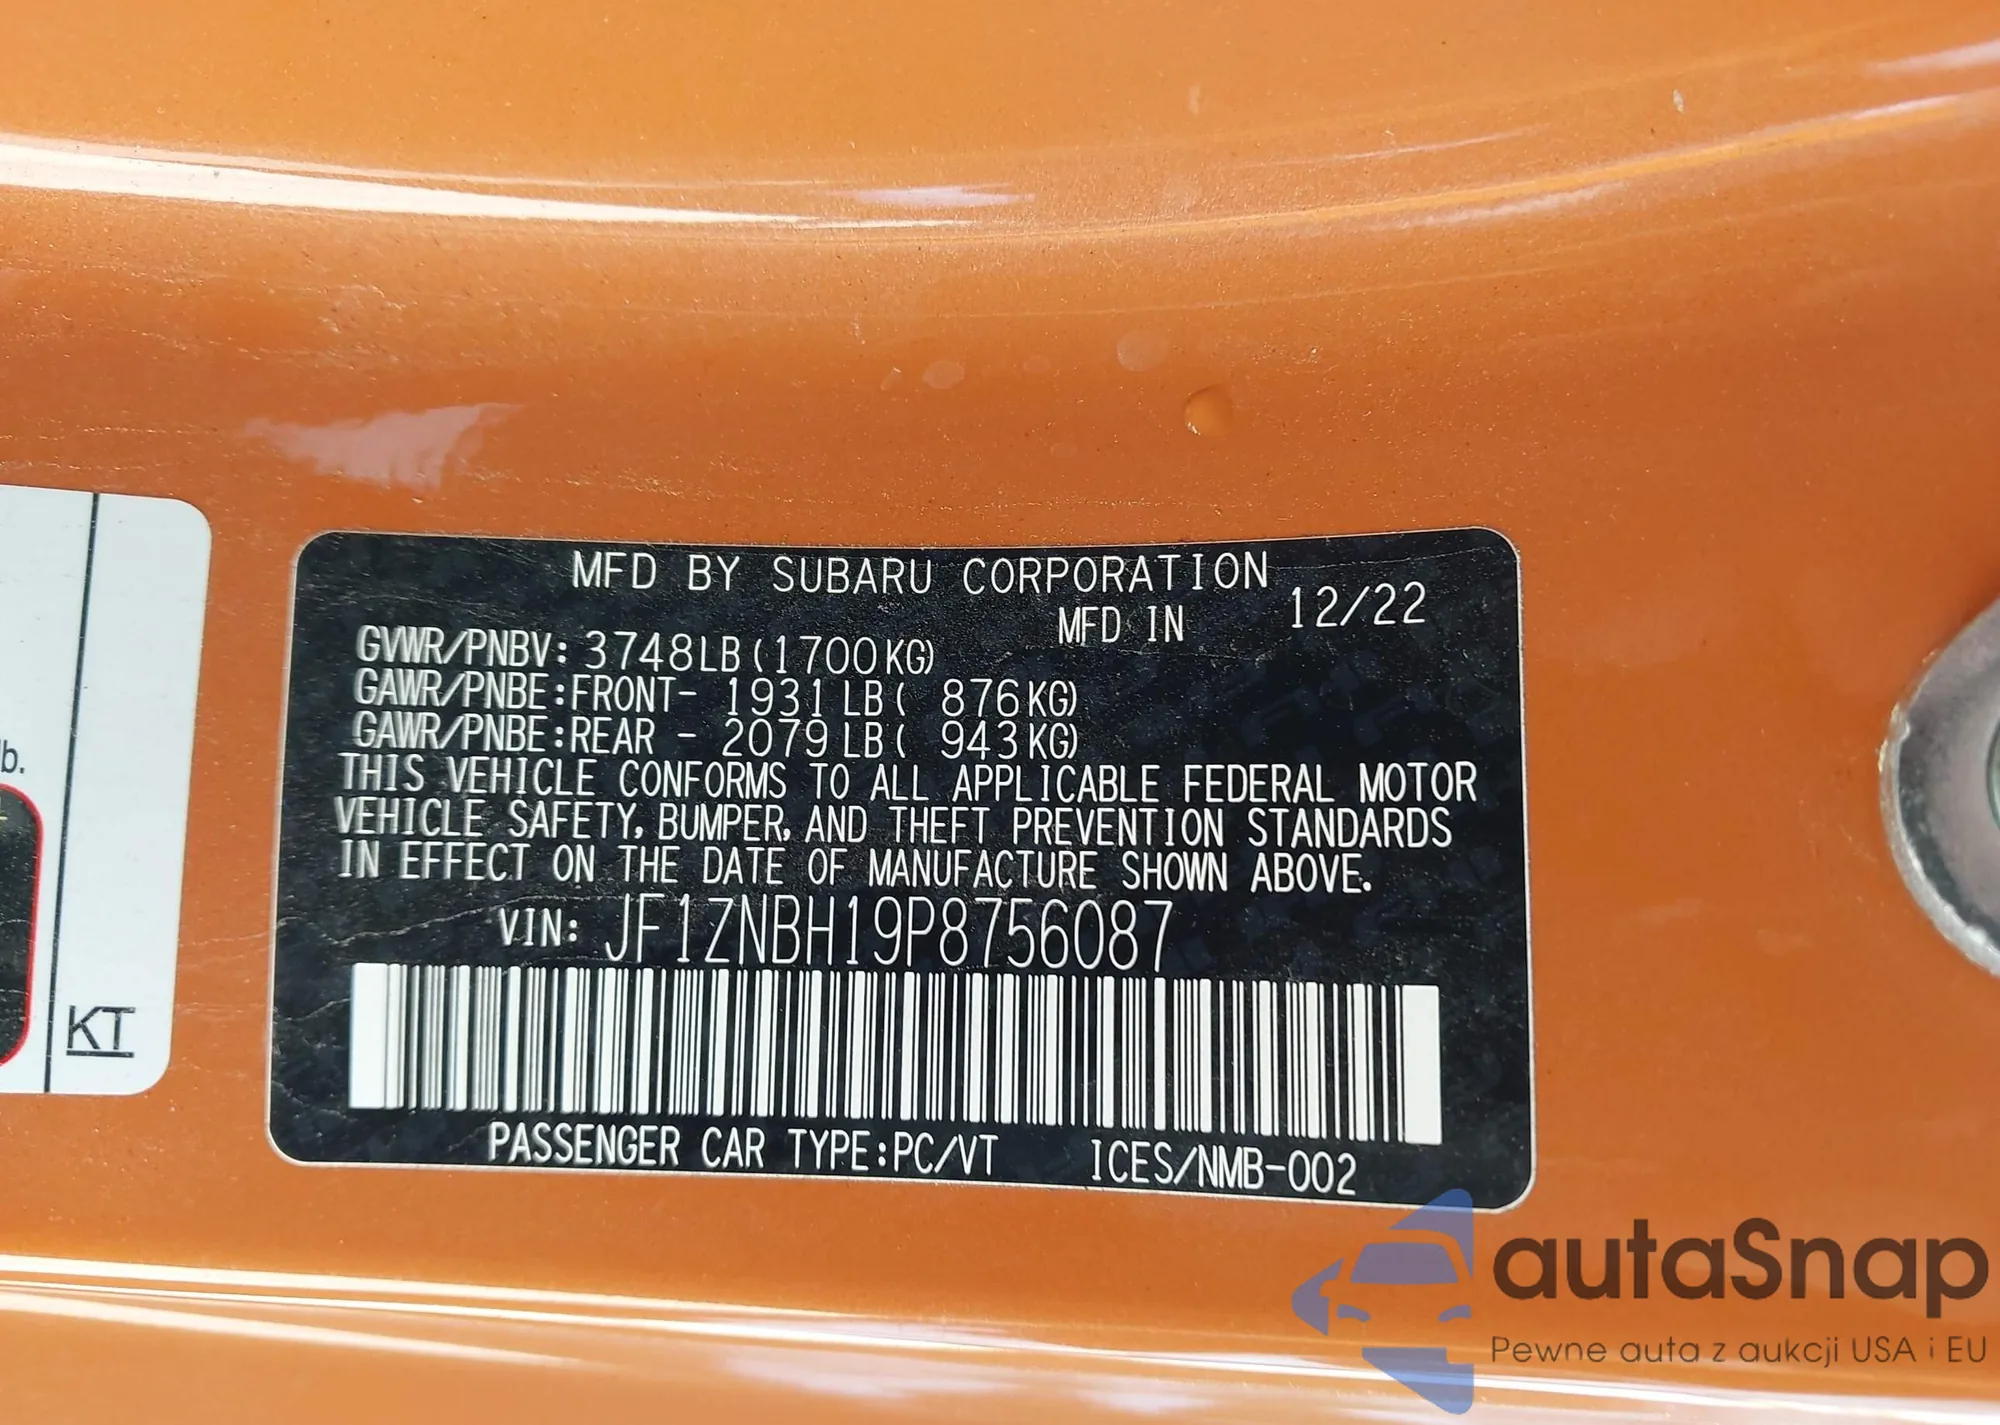 MFD BY SUBARU CORPORATION
MFD IN 12/22
GVWR/PNBV: 3748LB(1700KG)
GAWR/PNBE:FRONT- 1931LB( 876KG)
GAWR/PNBE:REAR - 2079LB( 943KG)
THIS VEHICLE CONFORMS TO ALL APPLICABLE FEDERAL MOTOR
VEHICLE SAFETY, BUMPER, AND THEFT PREVENTION STANDARDS
IN EFFECT ON THE DATE OF MANUFACTURE SHOWN ABOVE.
VIN: JF1ZNBH19P8756087
PASSENGER CAR TYPE:PC/VT ICES/NMB-002
lb.
KT
autaSnap
Pewne auta z aukcji USA i EU